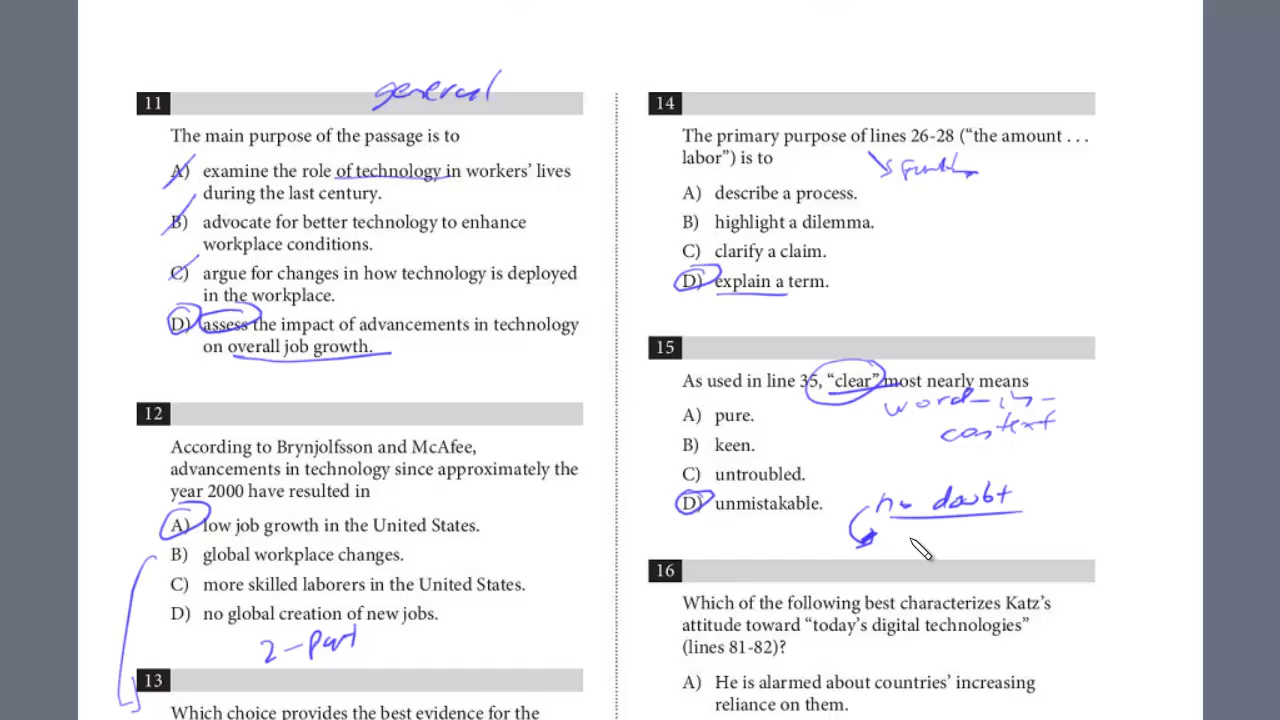 general
11
The main purpose of the passage is to
A) examine the role of technology in workers’ lives
during the last century.
B) advocate for better technology to enhance
workplace conditions.
C) argue for changes in how technology is deployed
in the workplace.
D) assess the impact of advancements in technology
on overall job growth.
12
According to Brynjolfsson and McAfee,
advancements in technology since approximately the
year 2000 have resulted in
A) low job growth in the United States.
B) global workplace changes.
C) more skilled laborers in the United States.
D) no global creation of new jobs.
2-part
13
Which choice provides the best evidence for the
14
The primary purpose of lines 26-28 (“the amount . . .
labor”) is to
A) describe a process.
B) highlight a dilemma.
C) clarify a claim.
D) explain a term.
15
As used in line 35, “clear” most nearly means
word-in-
context
A) pure.
B) keen.
C) untroubled.
D) unmistakable.
no doubt
16
Which of the following best characterizes Katz’s
attitude toward “today’s digital technologies”
(lines 81-82)?
A) He is alarmed about countries’ increasing
reliance on them.